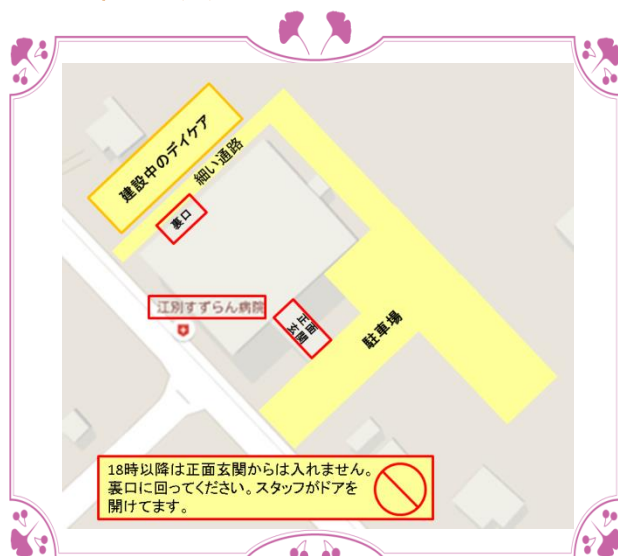 建設中のデイケア
細い通路
裏口
江別すずらん病院
正面
玄関
駐車場
18時以降は正面玄関からは入れません。
裏口に回ってください。スタッフがドアを
開けてます。